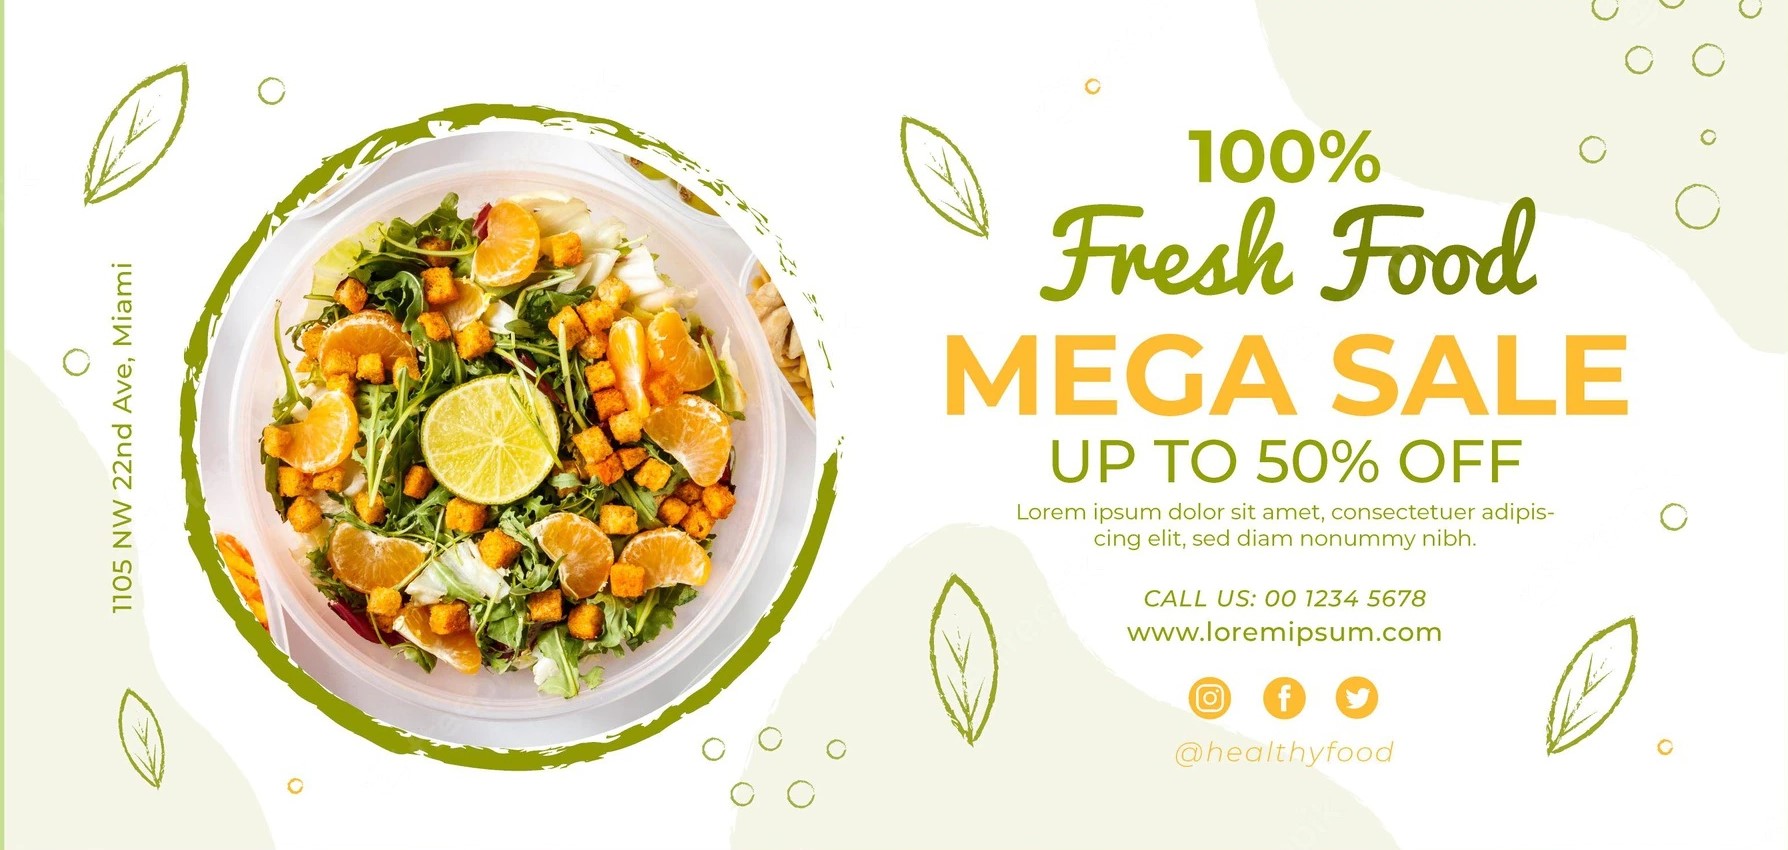 1105 NW 22nd Ave, Miami
100%
Fresh Food
MEGA SALE
UP TO 50% OFF
Lorem ipsum dolor sit amet, consectetuer adipis-
cing elit, sed diam nonummy nibh.
CALL US: 00 1234 5678
www.loremipsum.com
@healthyfood